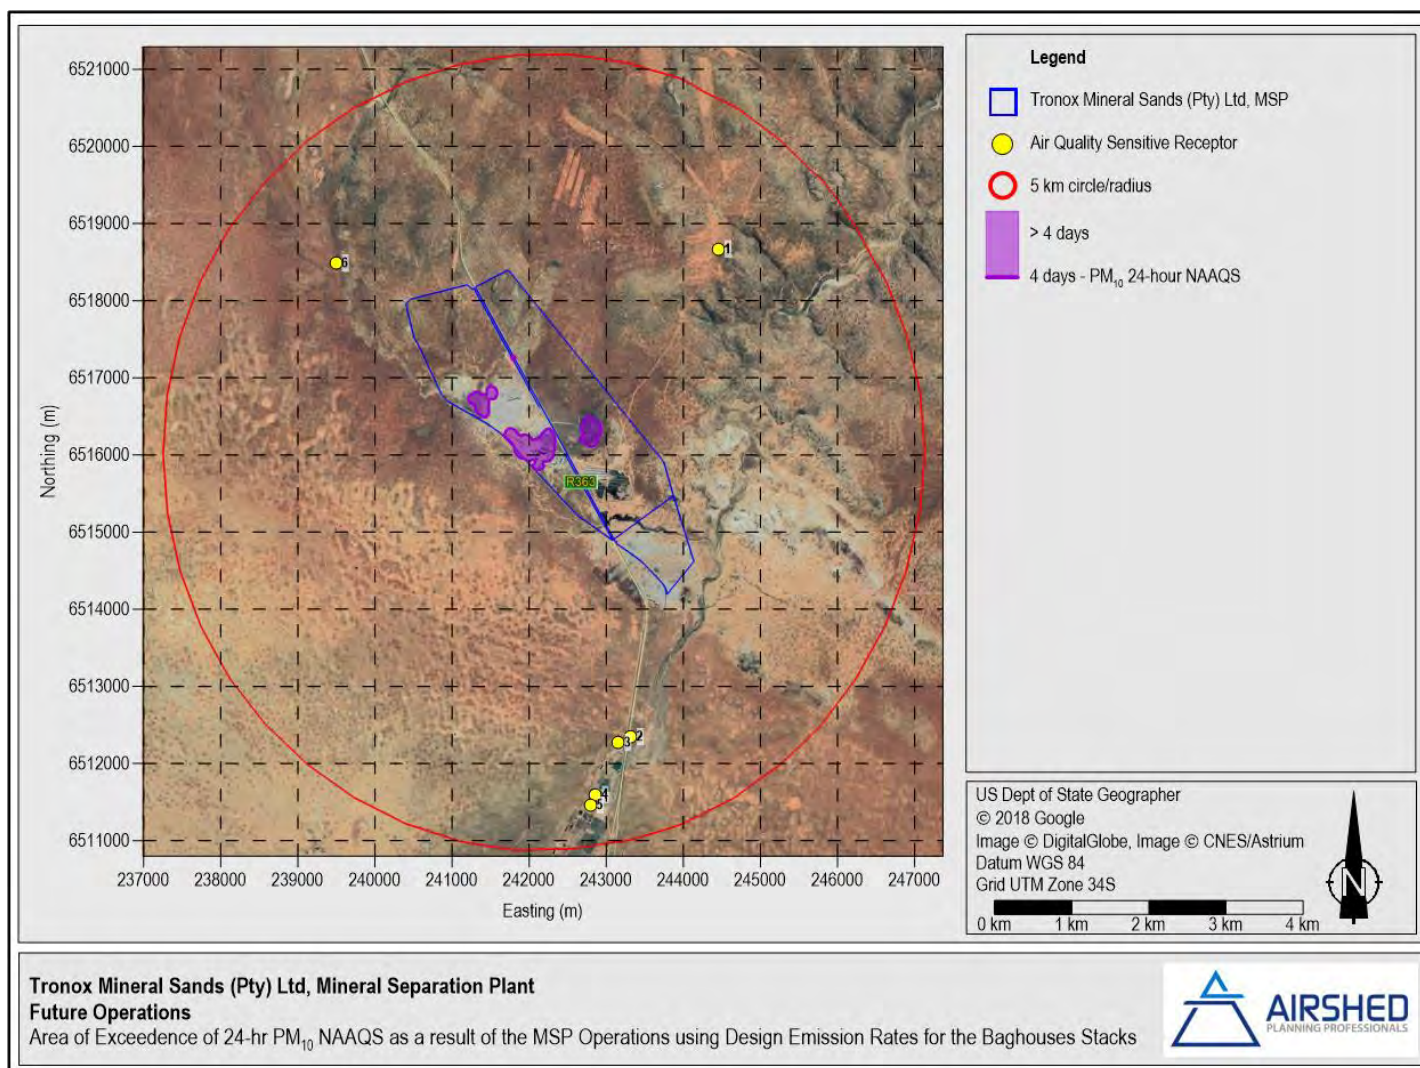 Legend
Tronox Mineral Sands (Pty) Ltd, MSP
Air Quality Sensitive Receptor
5 km circle/radius
> 4 days
4 days - PM₁₀ 24-hour NAAQS
Northing (m)
6521000
6520000
6519000
6518000
6517000
6516000
6515000
6514000
6513000
6512000
6511000
1
6
R363
2
3
4
5
237000 238000 239000 240000 241000 242000 243000 244000 245000 246000 247000
Easting (m)
US Dept of State Geographer
© 2018 Google
Image © DigitalGlobe, Image © CNES/Astrium
Datum WGS 84
Grid UTM Zone 34S
0 km 1 km 2 km 3 km 4 km
N
Tronox Mineral Sands (Pty) Ltd, Mineral Separation Plant
Future Operations
Area of Exceedence of 24-hr PM₁₀ NAAQS as a result of the MSP Operations using Design Emission Rates for the Baghouses Stacks
AIRSHED
PLANNING PROFESSIONALS